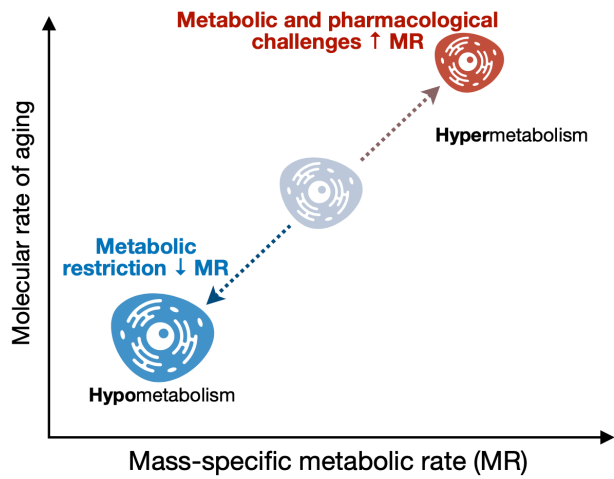 Metabolic and pharmacological
challenges ↑ MR
Hypermetabolism
Metabolic
restriction ↓ MR
Hypometabolism
Molecular rate of aging
Mass-specific metabolic rate (MR)